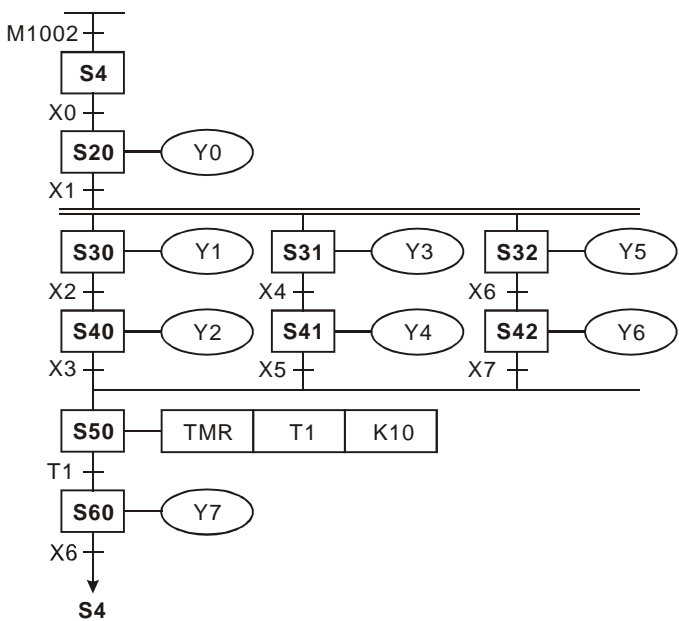 M1002
S4
X0
S20 Y0
X1
S30 Y1 S31 Y3 S32 Y5
X2 X4 X6
S40 Y2 S41 Y4 S42 Y6
X3 X5 X7
S50 TMR T1 K10
T1
S60 Y7
X6
S4